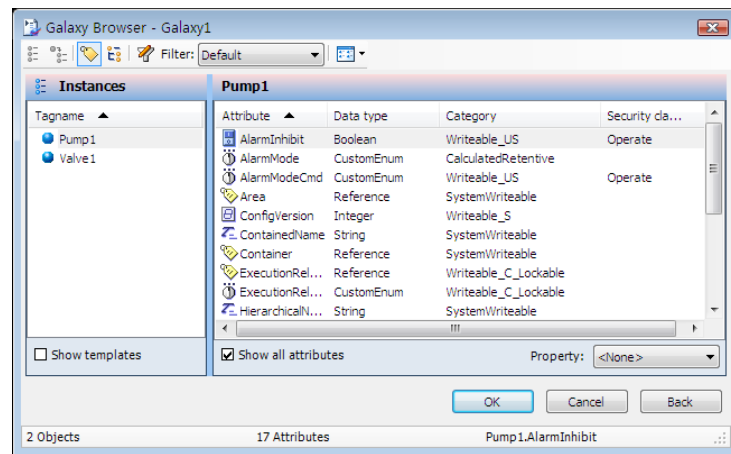 Galaxy Browser - Galaxy1
Filter: Default
Instances
Pump1
Tagname
Attribute Data type Category Security cla...
Pump1
Valve1
AlarmInhibit Boolean Writeable_US Operate
AlarmMode CustomEnum CalculatedRetentive
AlarmModeCmd CustomEnum Writeable_US Operate
Area Reference SystemWriteable
ConfigVersion Integer Writeable_S
ContainedName String SystemWriteable
Container Reference SystemWriteable
ExecutionRel... Reference Writeable_C_Lockable
ExecutionRel... CustomEnum Writeable_C_Lockable
HierarchicalN... String SystemWriteable
Show templates
Show all attributes
Property: <None>
OK Cancel Back
2 Objects 17 Attributes Pump1.AlarmInhibit